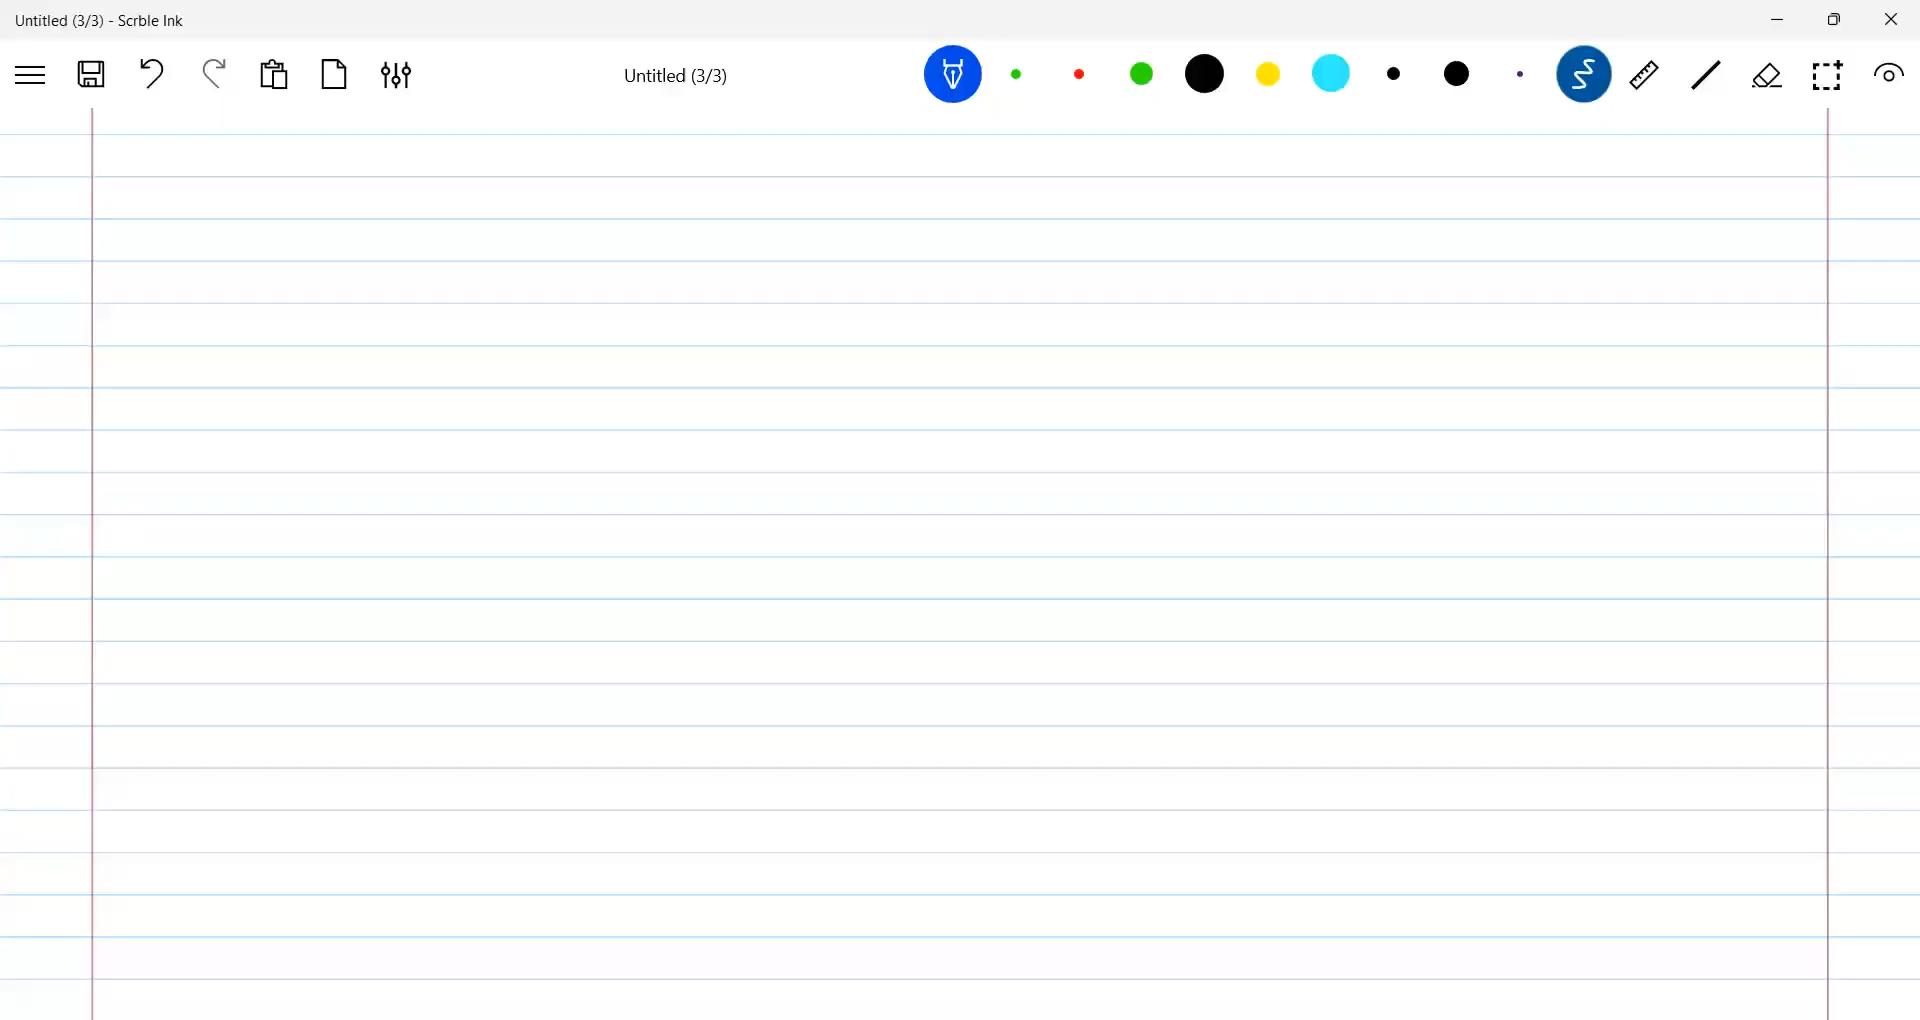 Untitled (3/3) - Scrble Ink
Untitled (3/3)